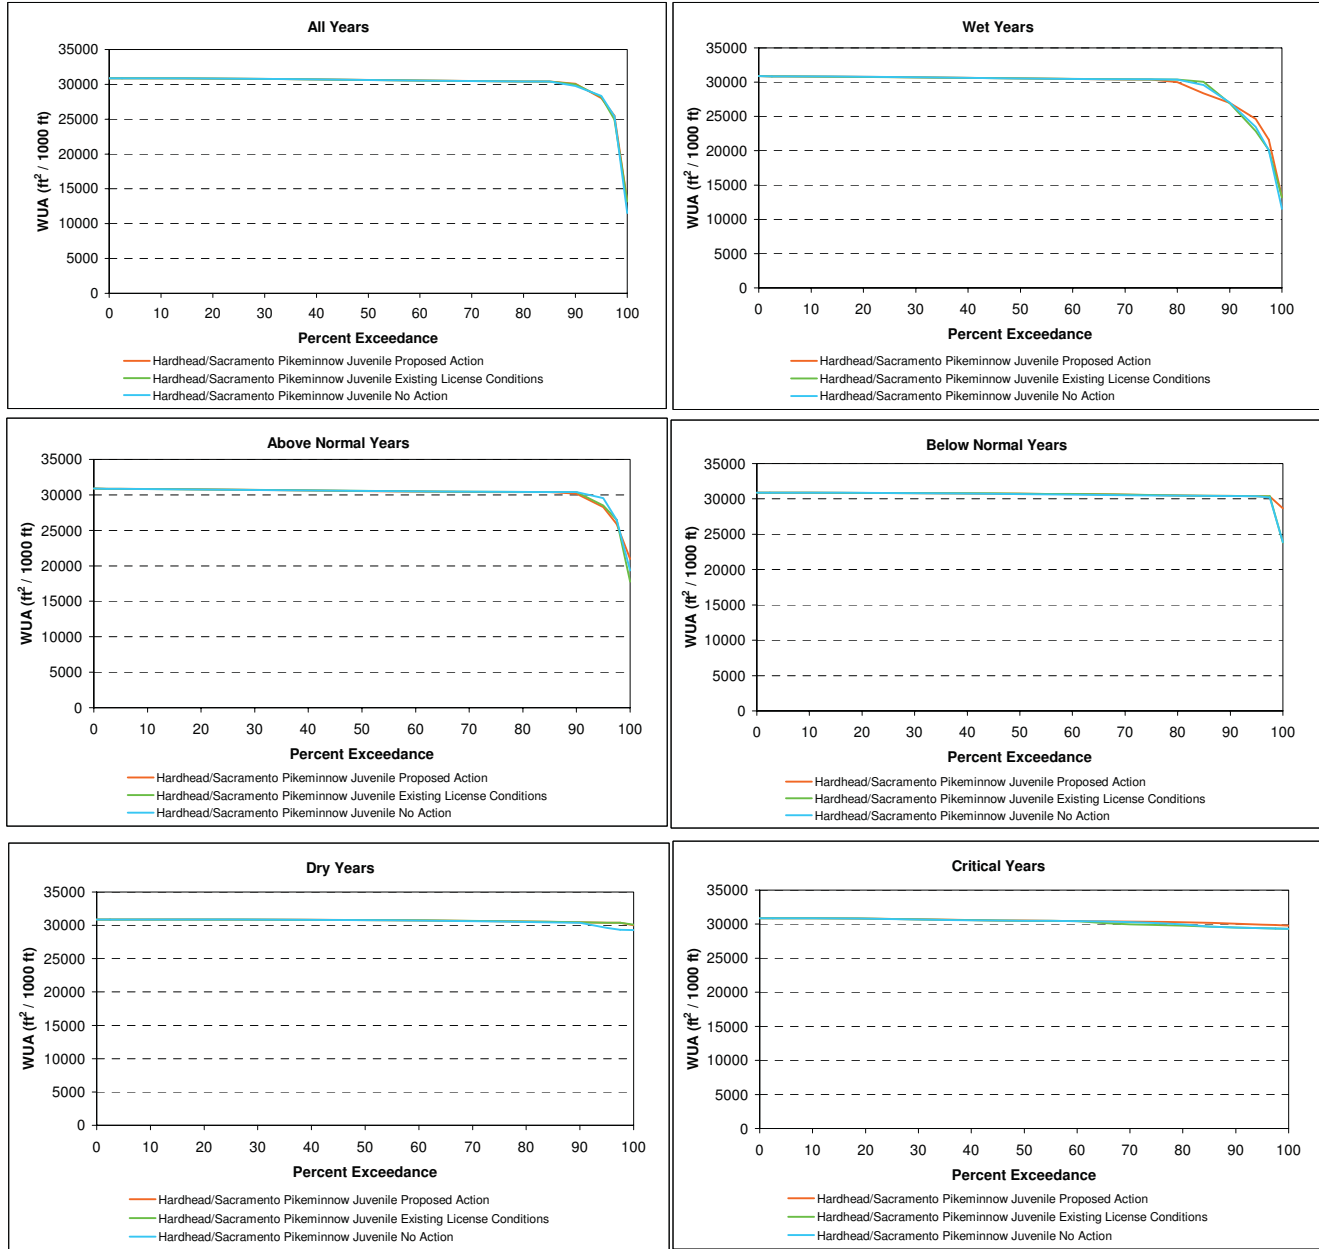 All Years
35000
30000
25000
20000
15000
10000
5000
0
WUA (ft² / 1000 ft)
0 10 20 30 40 50 60 70 80 90 100
Percent Exceedance
Hardhead/Sacramento Pikeminnow Juvenile Proposed Action
Hardhead/Sacramento Pikeminnow Juvenile Existing License Conditions
Hardhead/Sacramento Pikeminnow Juvenile No Action
Wet Years
35000
30000
25000
20000
15000
10000
5000
0
WUA (ft² / 1000 ft)
0 10 20 30 40 50 60 70 80 90 100
Percent Exceedance
Hardhead/Sacramento Pikeminnow Juvenile Proposed Action
Hardhead/Sacramento Pikeminnow Juvenile Existing License Conditions
Hardhead/Sacramento Pikeminnow Juvenile No Action
Above Normal Years
35000
30000
25000
20000
15000
10000
5000
0
WUA (ft² / 1000 ft)
0 10 20 30 40 50 60 70 80 90 100
Percent Exceedance
Hardhead/Sacramento Pikeminnow Juvenile Proposed Action
Hardhead/Sacramento Pikeminnow Juvenile Existing License Conditions
Hardhead/Sacramento Pikeminnow Juvenile No Action
Below Normal Years
35000
30000
25000
20000
15000
10000
5000
0
WUA (ft² / 1000 ft)
0 10 20 30 40 50 60 70 80 90 100
Percent Exceedance
Hardhead/Sacramento Pikeminnow Juvenile Proposed Action
Hardhead/Sacramento Pikeminnow Juvenile Existing License Conditions
Hardhead/Sacramento Pikeminnow Juvenile No Action
Dry Years
35000
30000
25000
20000
15000
10000
5000
0
WUA (ft² / 1000 ft)
0 10 20 30 40 50 60 70 80 90 100
Percent Exceedance
Hardhead/Sacramento Pikeminnow Juvenile Proposed Action
Hardhead/Sacramento Pikeminnow Juvenile Existing License Conditions
Hardhead/Sacramento Pikeminnow Juvenile No Action
Critical Years
35000
30000
25000
20000
15000
10000
5000
0
WUA (ft² / 1000 ft)
0 10 20 30 40 50 60 70 80 90 100
Percent Exceedance
Hardhead/Sacramento Pikeminnow Juvenile Proposed Action
Hardhead/Sacramento Pikeminnow Juvenile Existing License Conditions
Hardhead/Sacramento Pikeminnow Juvenile No Action